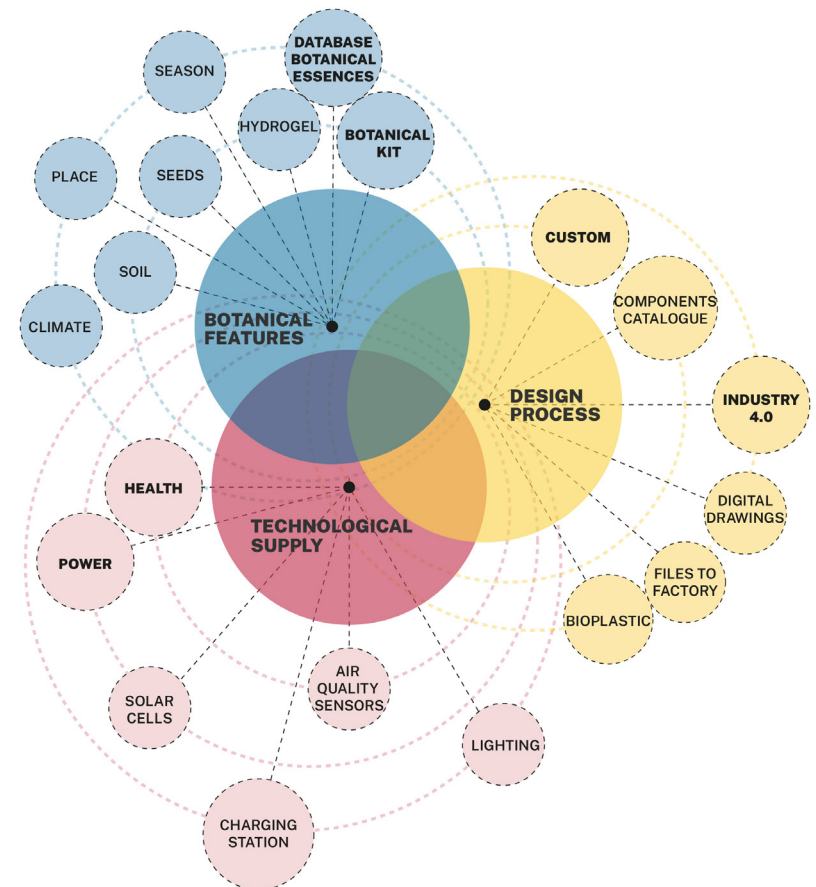 DATABASE
BOTANICAL
ESSENCES
SEASON
HYDROGEL
BOTANICAL
KIT
PLACE
SEEDS
SOIL
CLIMATE
BOTANICAL
FEATURES
CUSTOM
COMPONENTS
CATALOGUE
INDUSTRY
4.0
DESIGN
PROCESS
DIGITAL
DRAWINGS
FILES TO
FACTORY
BIOPLASTIC
HEALTH
TECHNOLOGICAL
SUPPLY
POWER
SOLAR
CELLS
AIR
QUALITY
SENSORS
LIGHTING
CHARGING
STATION